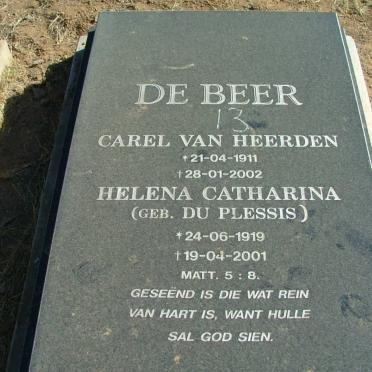 DE BEER
13
CAREL VAN HEERDEN
*21-04-1911
†28-01-2002
HELENA CATHARINA
(GEB. DU PLESSIS)
*24-06-1919
†19-04-2001
MATT. 5 : 8.
GESEËND IS DIE WAT REIN
VAN HART IS, WANT HULLE
SAL GOD SIEN.